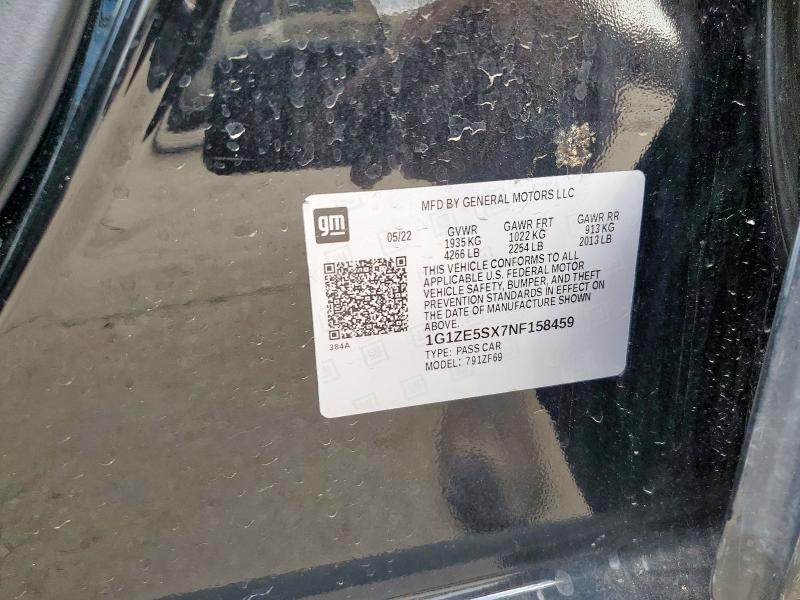 MFD BY GENERAL MOTORS LLC
gm
05/22 GVWR GAWR FRT GAWR RR
1935 KG 1022 KG 913 KG
4266 LB 2254 LB 2013 LB
THIS VEHICLE CONFORMS TO ALL
APPLICABLE U.S. FEDERAL MOTOR
VEHICLE SAFETY, BUMPER, AND THEFT
PREVENTION STANDARDS IN EFFECT ON
THE DATE OF MANUFACTURE SHOWN
ABOVE.
384A
1G1ZE5SX7NF158459
TYPE: PASS CAR
MODEL: 791ZF69